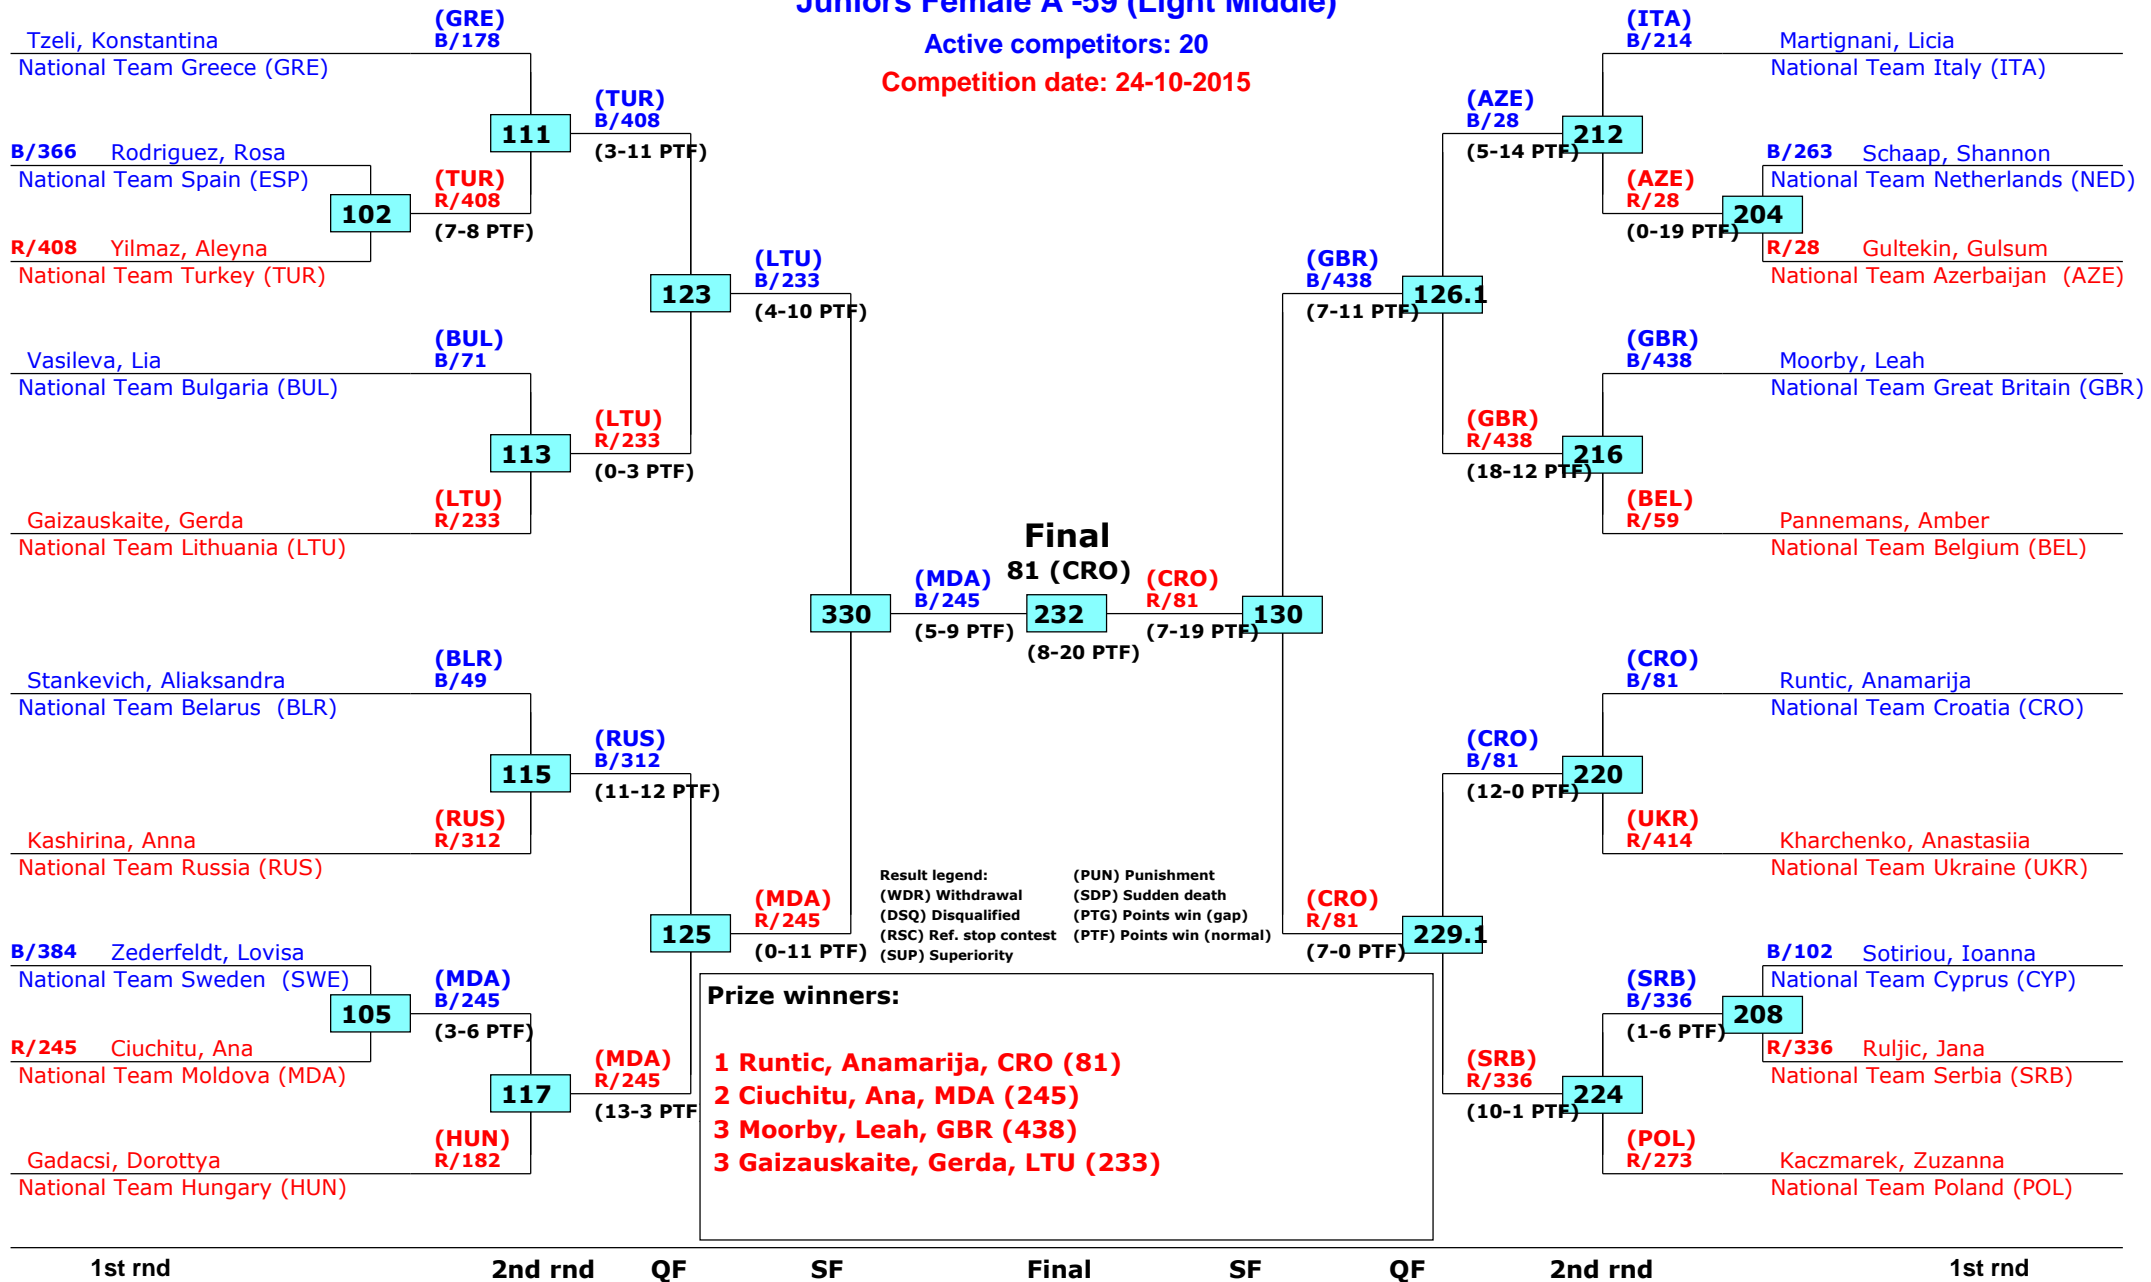 Juniors Female A -59 (Light Middle)
Active competitors: 20
Competition date: 24-10-2015
Tzeli, Konstantina
(GRE)
B/178
National Team Greece (GRE)
111
(TUR)
B/408
(3-11 PTF)
B/366 Rodriguez, Rosa
National Team Spain (ESP)
102
(TUR)
R/408
(7-8 PTF)
R/408 Yilmaz, Aleyna
National Team Turkey (TUR)
123
(LTU)
B/233
(4-10 PTF)
Vasileva, Lia
(BUL)
B/71
National Team Bulgaria (BUL)
113
(LTU)
R/233
(0-3 PTF)
Gaizauskaite, Gerda
(LTU)
R/233
National Team Lithuania (LTU)
330
(MDA)
B/245
(5-9 PTF)
Stankevich, Aliaksandra
(BLR)
B/49
National Team Belarus (BLR)
115
(RUS)
B/312
(11-12 PTF)
Kashirina, Anna
(RUS)
R/312
National Team Russia (RUS)
125
(MDA)
R/245
(0-11 PTF)
B/384 Zederfeldt, Lovisa
National Team Sweden (SWE)
105
(MDA)
B/245
(3-6 PTF)
R/245 Ciuchitu, Ana
National Team Moldova (MDA)
117
(MDA)
R/245
(13-3 PTF
Gadacsi, Dorottya
(HUN)
R/182
National Team Hungary (HUN)
Final
81 (CRO)
232
(8-20 PTF)
(CRO)
R/81
(7-19 PTF)
130
(ITA)
B/214
Martignani, Licia
National Team Italy (ITA)
(AZE)
B/28
(5-14 PTF)
212
B/263 Schaap, Shannon
National Team Netherlands (NED)
(AZE)
R/28
(0-19 PTF)
204
R/28 Gultekin, Gulsum
National Team Azerbaijan (AZE)
(GBR)
B/438
(7-11 PTF)
126.1
(GBR)
B/438
Moorby, Leah
National Team Great Britain (GBR)
(GBR)
R/438
(18-12 PTF)
216
(BEL)
R/59
Pannemans, Amber
National Team Belgium (BEL)
(CRO)
B/81
Runtic, Anamarija
National Team Croatia (CRO)
(CRO)
B/81
(12-0 PTF)
220
(UKR)
R/414
Kharchenko, Anastasiia
National Team Ukraine (UKR)
(CRO)
R/81
(7-0 PTF)
229.1
B/102 Sotiriou, Ioanna
National Team Cyprus (CYP)
(SRB)
B/336
(1-6 PTF)
208
R/336 Ruljic, Jana
National Team Serbia (SRB)
(SRB)
R/336
(10-1 PTF)
224
(POL)
R/273
Kaczmarek, Zuzanna
National Team Poland (POL)
Result legend: (PUN) Punishment
(WDR) Withdrawal (SDP) Sudden death
(DSQ) Disqualified (PTG) Points win (gap)
(RSC) Ref. stop contest (PTF) Points win (normal)
(SUP) Superiority
Prize winners:
1 Runtic, Anamarija, CRO (81)
2 Ciuchitu, Ana, MDA (245)
3 Moorby, Leah, GBR (438)
3 Gaizauskaite, Gerda, LTU (233)
1st rnd 2nd rnd QF SF Final SF QF 2nd rnd 1st rnd